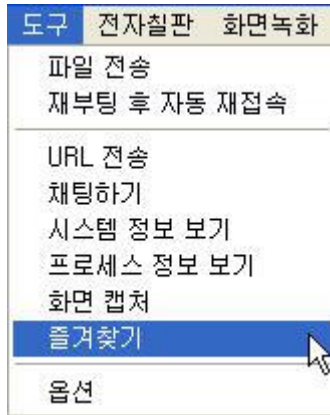 도구 전자칠판 화면녹화
파일 전송
재부팅 후 자동 재접속
URL 전송
채팅하기
시스템 정보 보기
프로세스 정보 보기
화면 캡처
즐겨찾기
옵션